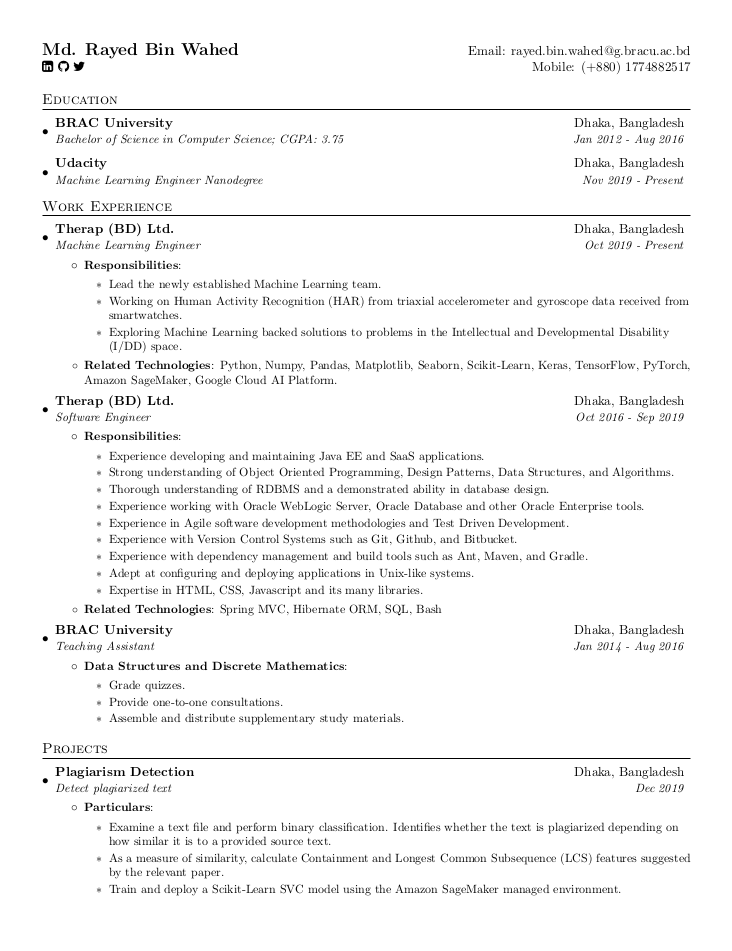 Md. Rayed Bin Wahed
Email: rayed.bin.wahed@g.bracu.ac.bd
Mobile: (+880) 1774882517
Education
BRAC University Dhaka, Bangladesh
Bachelor of Science in Computer Science; CGPA: 3.75 Jan 2012 - Aug 2016
Udacity Dhaka, Bangladesh
Machine Learning Engineer Nanodegree Nov 2019 - Present
Work Experience
Therap (BD) Ltd. Dhaka, Bangladesh
Machine Learning Engineer Oct 2019 - Present
Responsibilities:
Lead the newly established Machine Learning team.
Working on Human Activity Recognition (HAR) from triaxial accelerometer and gyroscope data received from
smartwatches.
Exploring Machine Learning backed solutions to problems in the Intellectual and Developmental Disability
(I/DD) space.
Related Technologies: Python, Numpy, Pandas, Matplotlib, Seaborn, Scikit-Learn, Keras, TensorFlow, PyTorch,
Amazon SageMaker, Google Cloud AI Platform.
Therap (BD) Ltd. Dhaka, Bangladesh
Software Engineer Oct 2016 - Sep 2019
Responsibilities:
Experience developing and maintaining Java EE and SaaS applications.
Strong understanding of Object Oriented Programming, Design Patterns, Data Structures, and Algorithms.
Thorough understanding of RDBMS and a demonstrated ability in database design.
Experience working with Oracle WebLogic Server, Oracle Database and other Oracle Enterprise tools.
Experience in Agile software development methodologies and Test Driven Development.
Experience with Version Control Systems such as Git, Github, and Bitbucket.
Experience with dependency management and build tools such as Ant, Maven, and Gradle.
Adept at configuring and deploying applications in Unix-like systems.
Expertise in HTML, CSS, Javascript and its many libraries.
Related Technologies: Spring MVC, Hibernate ORM, SQL, Bash
BRAC University Dhaka, Bangladesh
Teaching Assistant Jan 2014 - Aug 2016
Data Structures and Discrete Mathematics:
Grade quizzes.
Provide one-to-one consultations.
Assemble and distribute supplementary study materials.
Projects
Plagiarism Detection Dhaka, Bangladesh
Detect plagiarized text Dec 2019
Particulars:
Examine a text file and perform binary classification. Identifies whether the text is plagiarized depending on
how similar it is to a provided source text.
As a measure of similarity, calculate Containment and Longest Common Subsequence (LCS) features suggested
by the relevant paper.
Train and deploy a Scikit-Learn SVC model using the Amazon SageMaker managed environment.